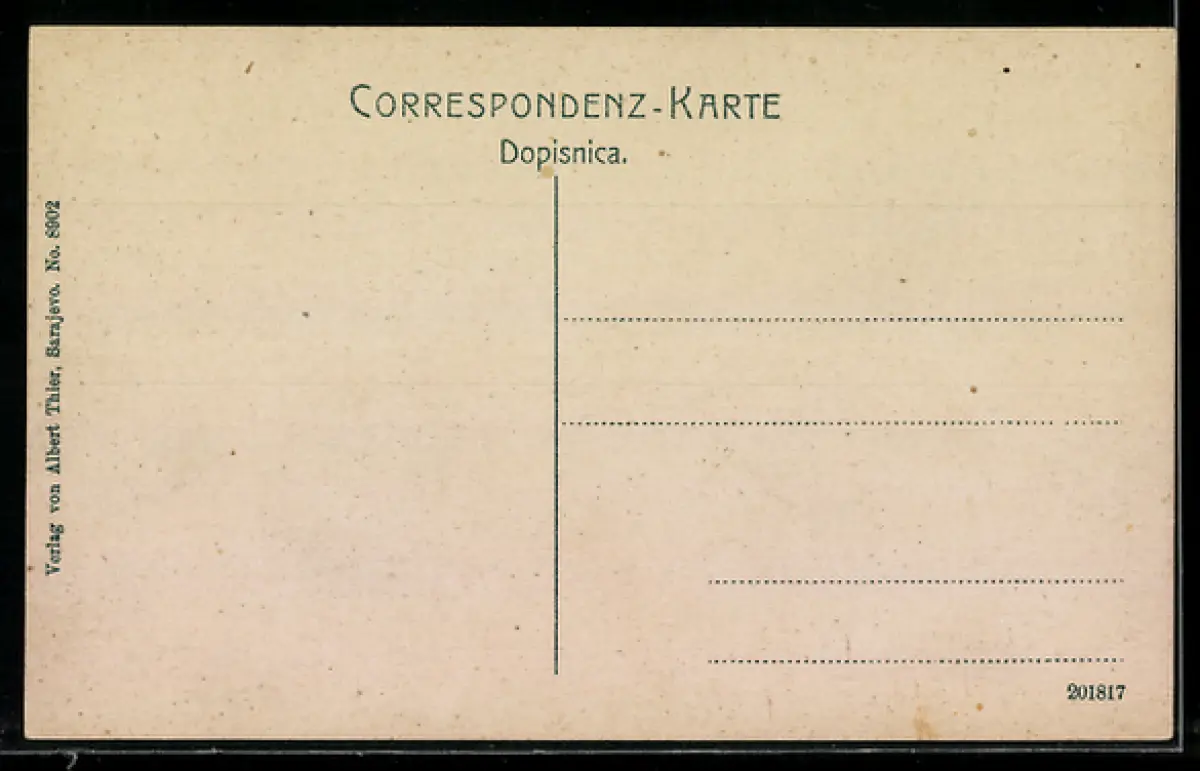 CORRESPONDENZ-KARTE
Dopisnica.
Verlag von Albert Thier, Sarajevo. No. 8902
201817